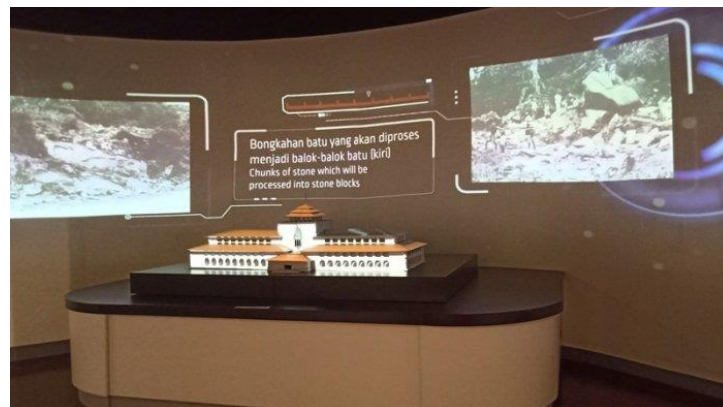 Bongkahan batu yang akan diproses
menjadi balok-balok batu (kiri)
Chunks of stone which will be
processed into stone blocks